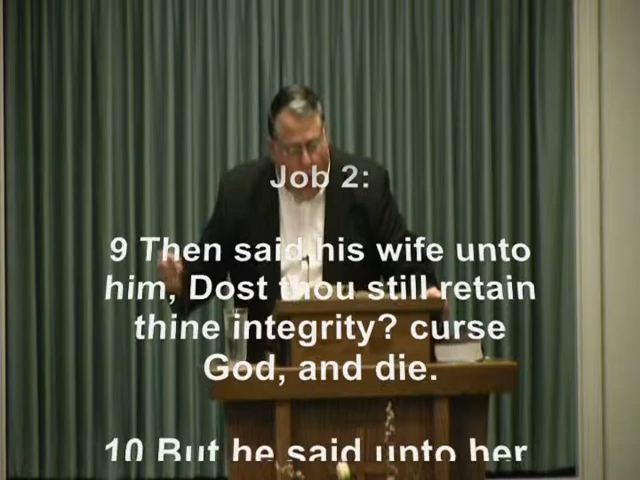 Job 2:
9 Then said his wife unto
him, Dost thou still retain
thine integrity? curse
God, and die.
10 But he said unto her